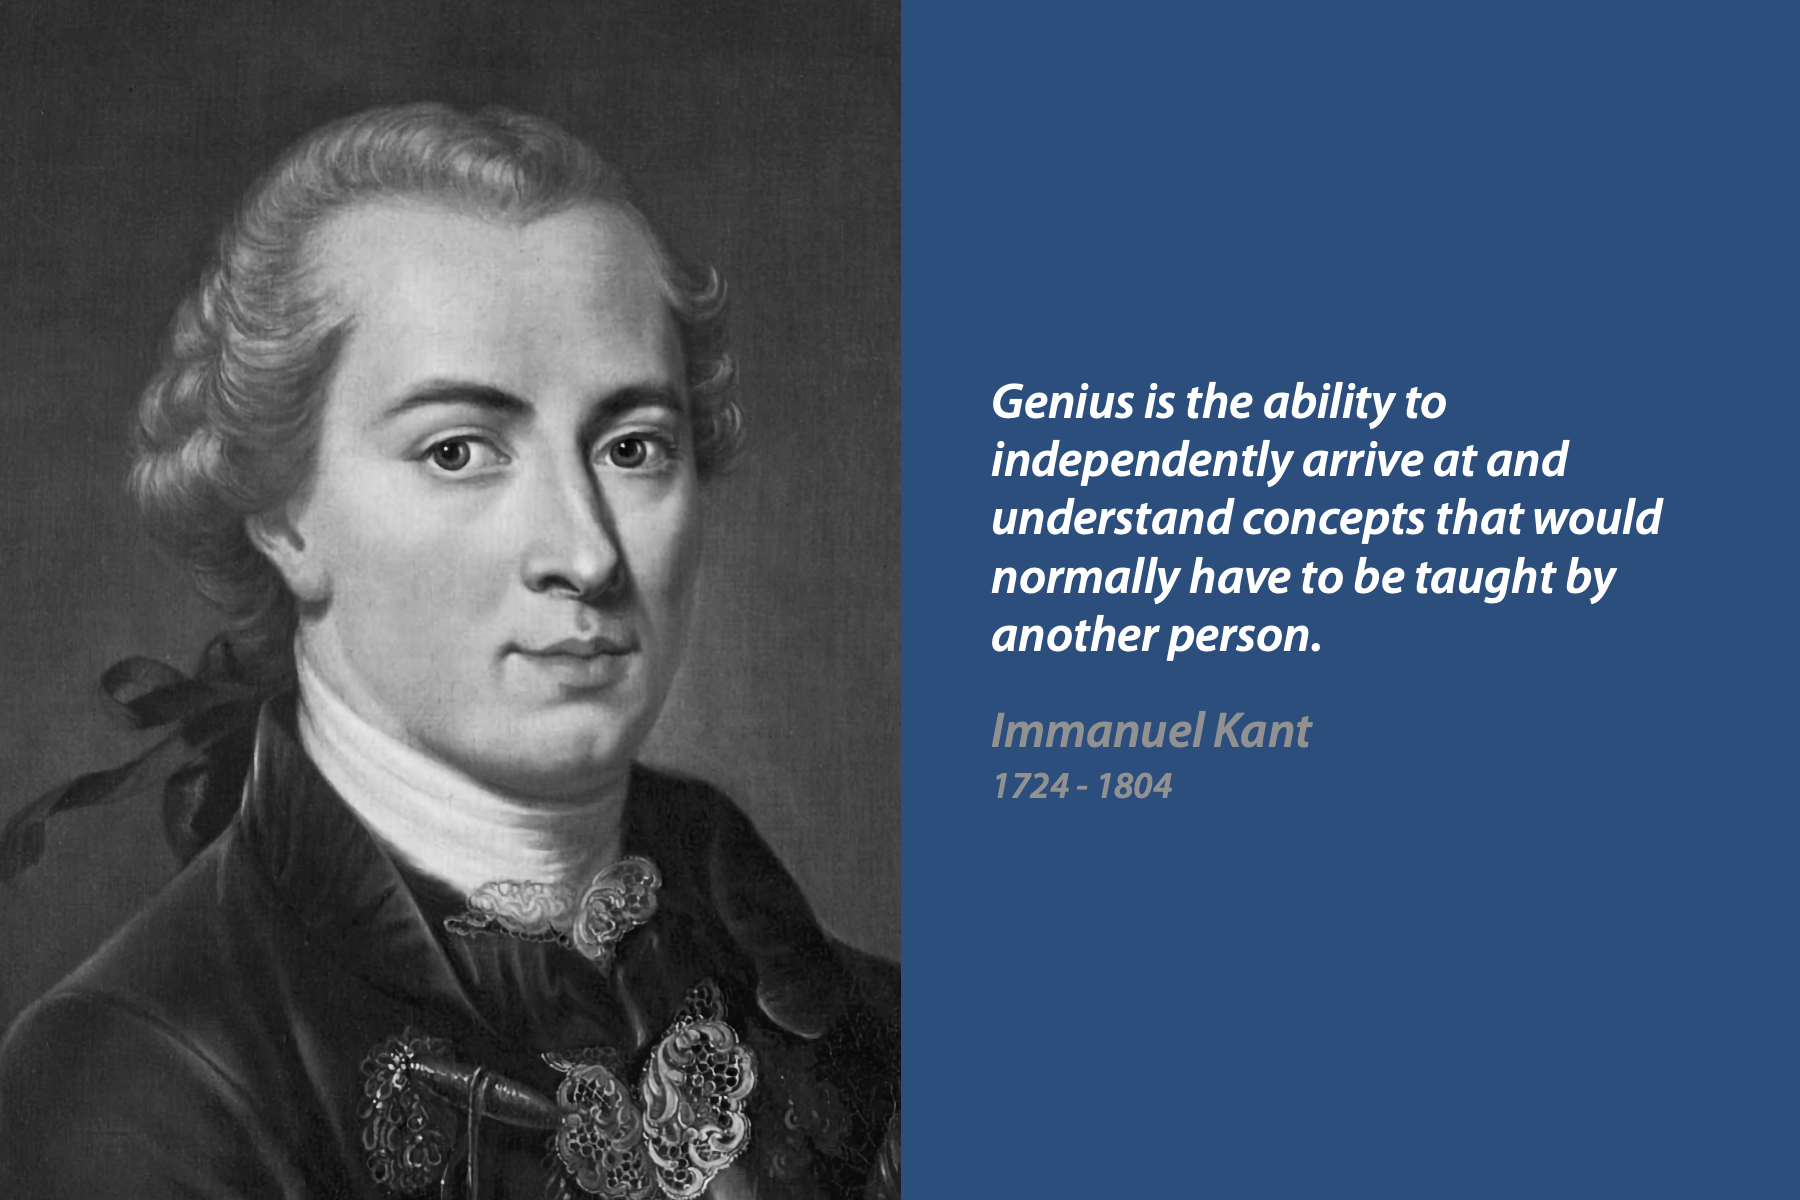 Genius is the ability to
independently arrive at and
understand concepts that would
normally have to be taught by
another person.
Immanuel Kant
1724 - 1804